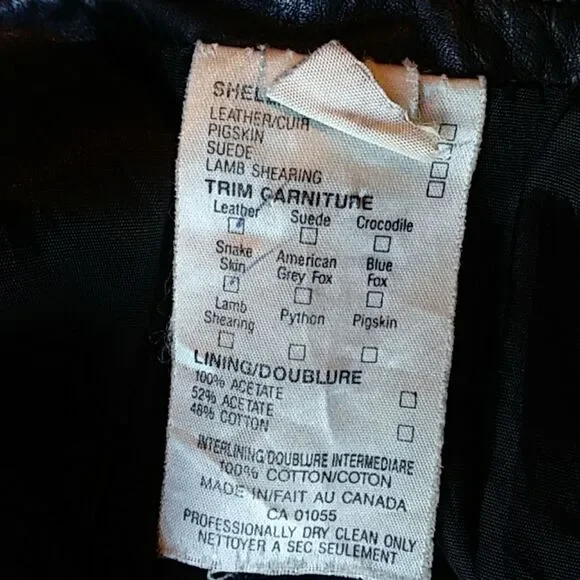 LEATHER/CUIR
PIGSKIN
SUEDE
LAMB SHEARING
TRIM GARNITURE
Leather Suede Crocodile
Snake Skin American Grey Fox Blue Fox
Lamb Shearing Python Pigskin
LINING/DOUBLURE
100% ACETATE
52% ACETATE
48% COTTON
INTERLINING/DOUBLURE INTERMEDIARE
100% COTTON/COTON
MADE IN/FAIT AU CANADA
CA 01055
PROFESSIONALLY DRY CLEAN ONLY
NETTOYER A SEC SEULEMENT